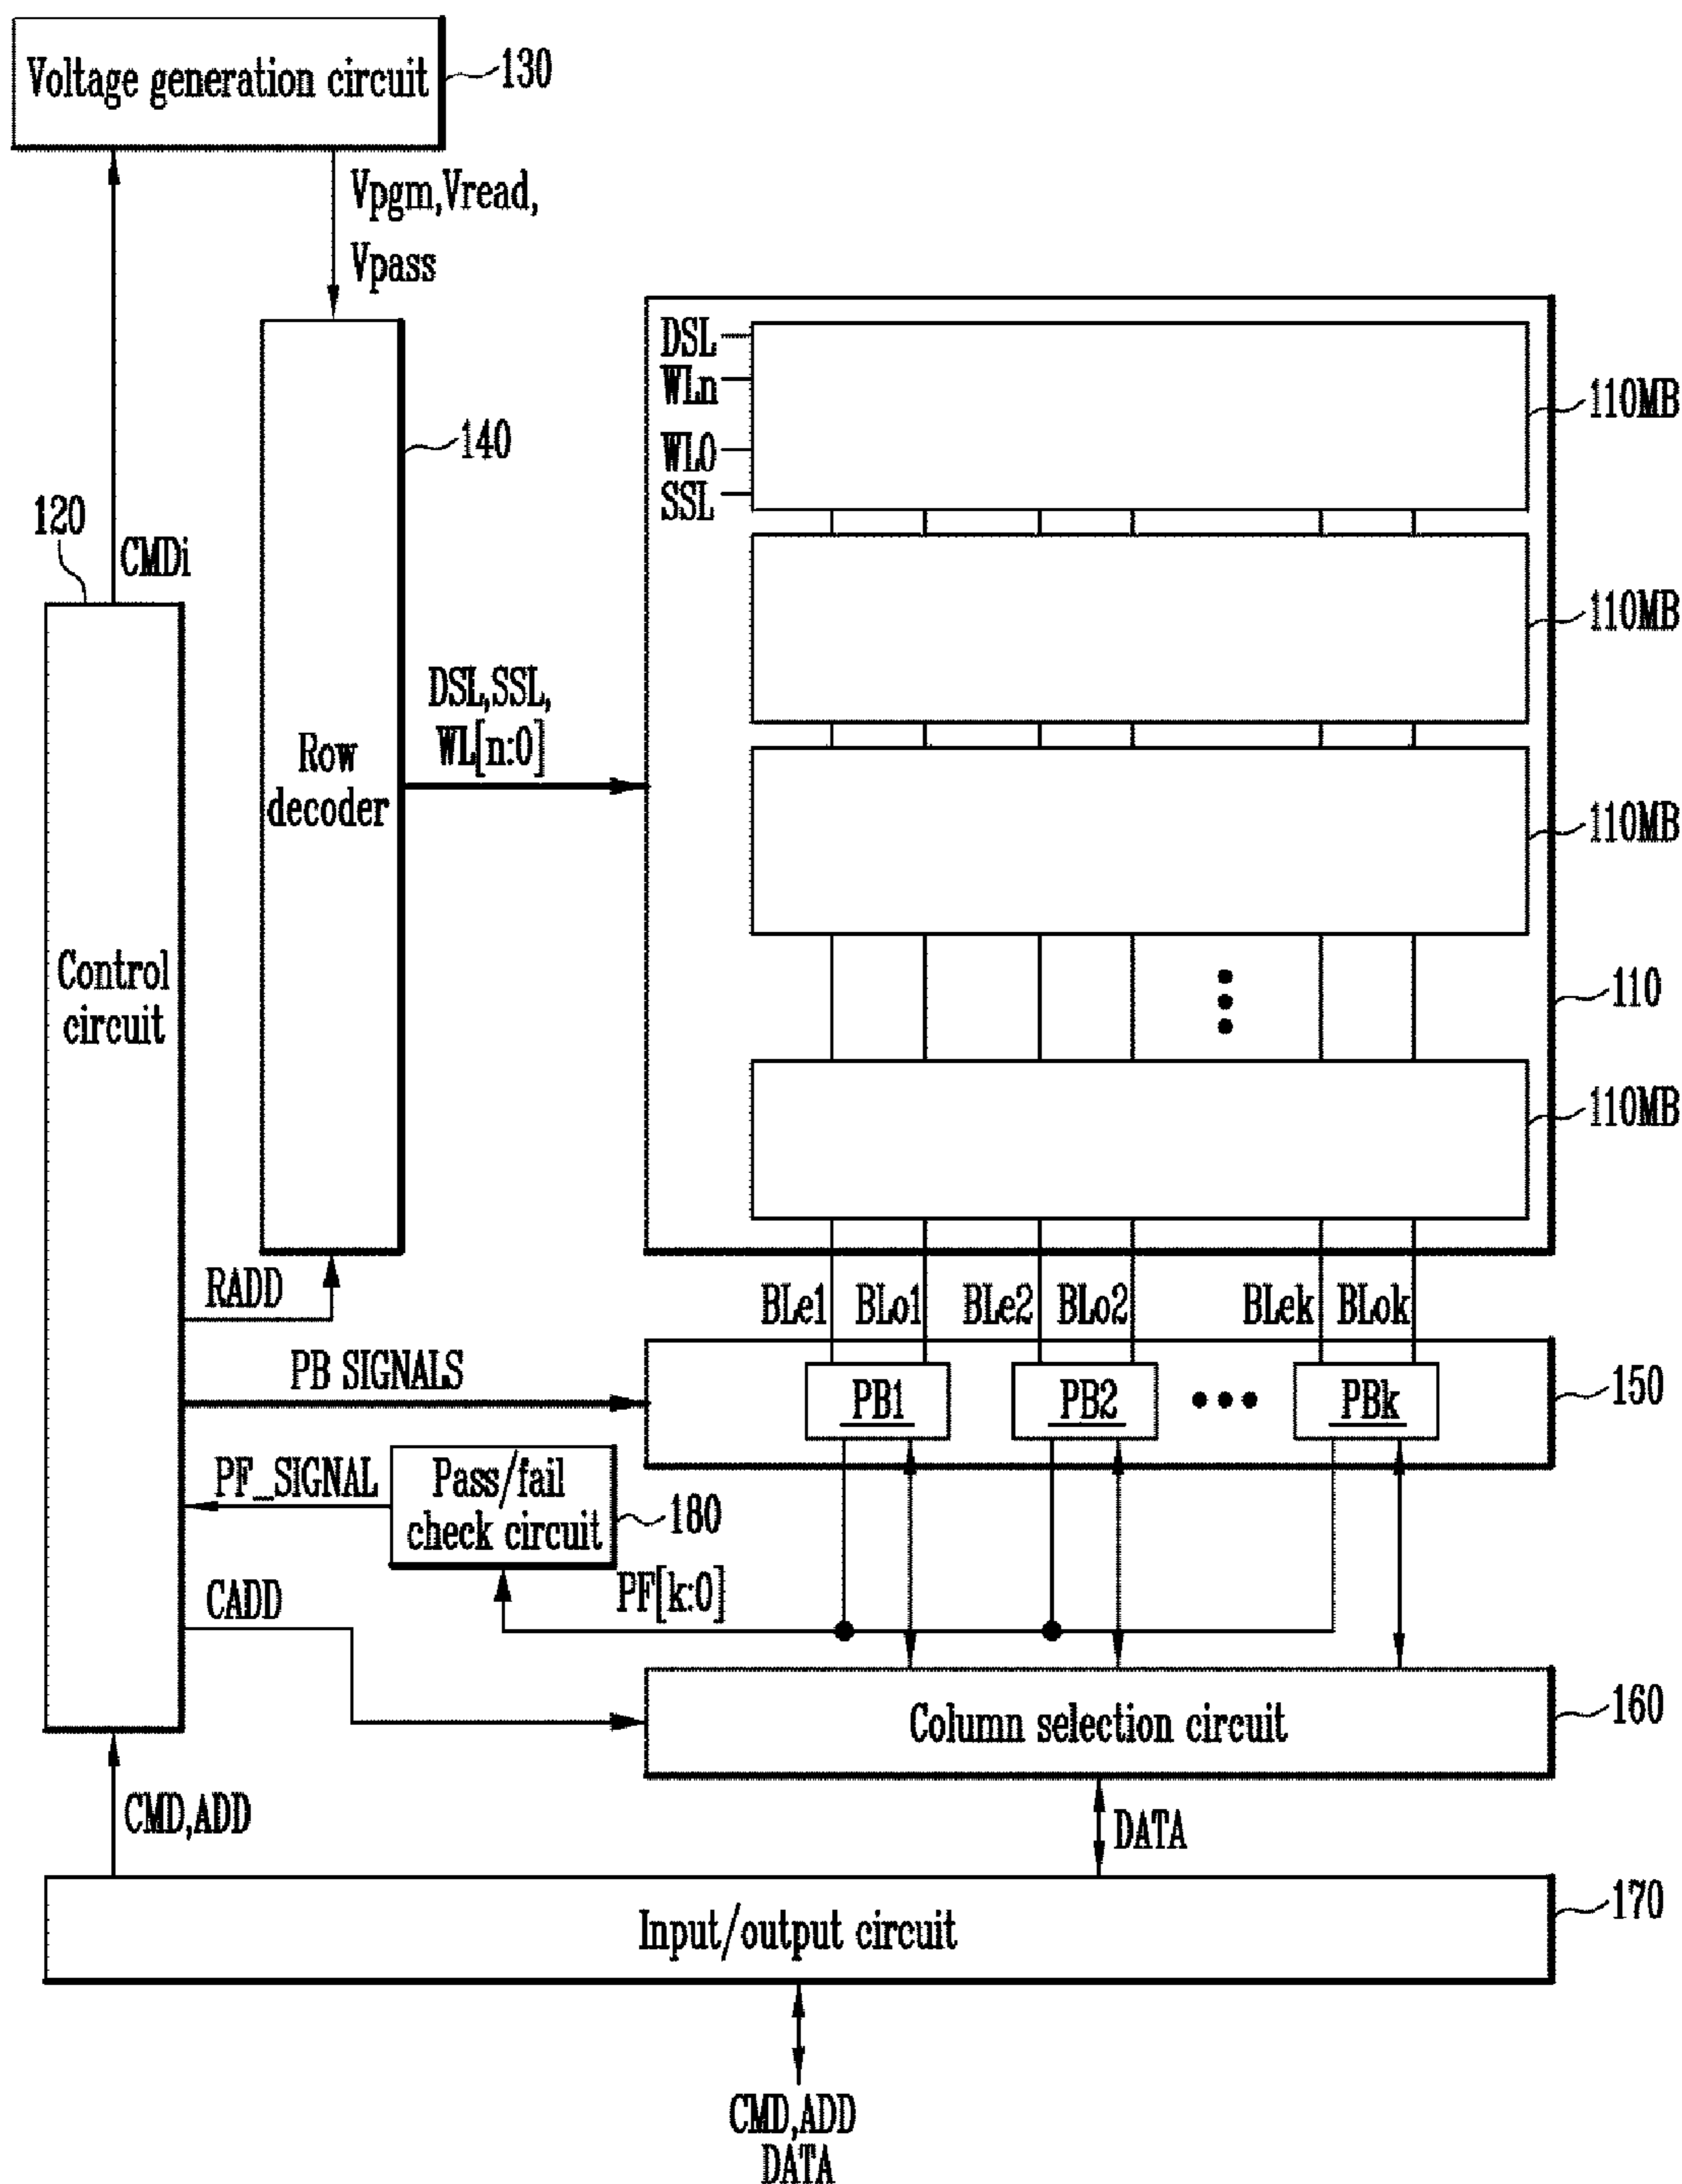 Voltage generation circuit
130
Vpgm,Vread,
Vpass
DSL
WLn
WL0
SSL
110MB
140
120
CMDi
110MB
DSL,SSL,
WL[n:0]
Row
decoder
110MB
Control
circuit
110
110MB
RADD
BLe1
BLo1
BLe2
BLo2
BLek
BLok
PB SIGNALS
PB1
PB2
PBk
150
PF_SIGNAL
Pass/fail
check circuit
180
CADD
PF[k:0]
Column selection circuit
160
CMD,ADD
DATA
Input/output circuit
170
CMD,ADD
DATA